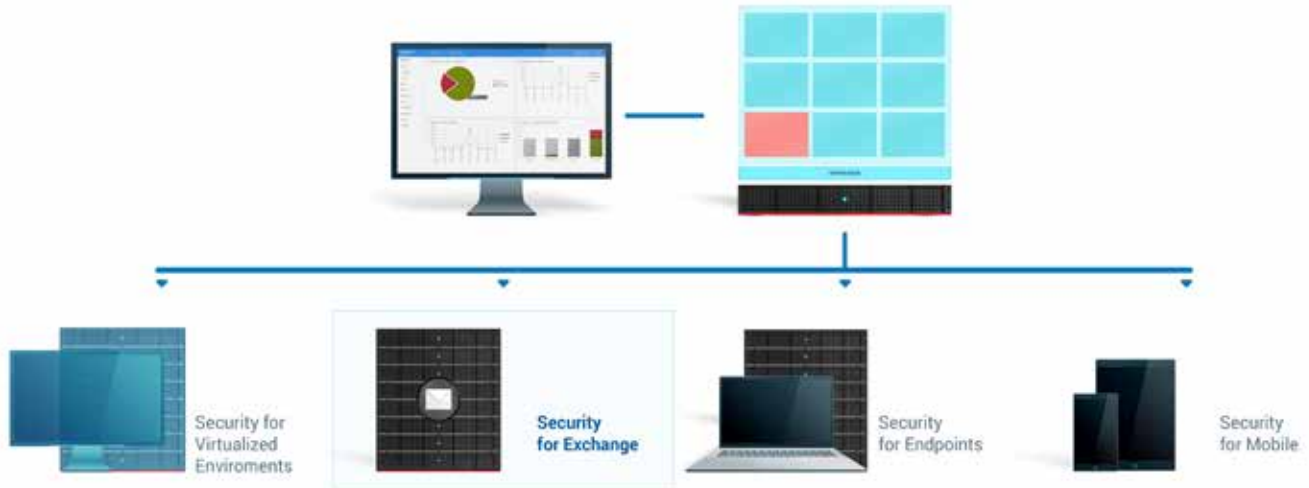 Security for
Virtualized
Enviroments
Security
for Exchange
Security
for Endpoints
Security
for Mobile